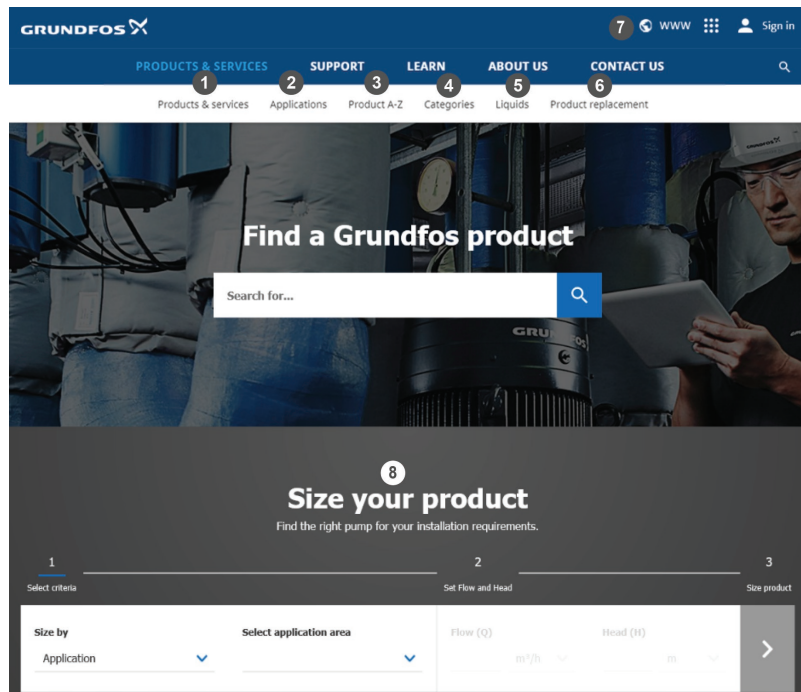 GRUNDFOS
7 WWW Sign in
PRODUCTS & SERVICES SUPPORT LEARN ABOUT US CONTACT US
1 2 3 4 5 6
Products & services Applications Product A-Z Categories Liquids Product replacement
GRUNDFOS
Find a Grundfos product
Search for...
GRUNDFOS
8
Size your product
Find the right pump for your installation requirements.
1 2 3
Select criteria Set Flow and Head Size product
Size by Select application area Flow (Q) Head (H)
Application m³/h m